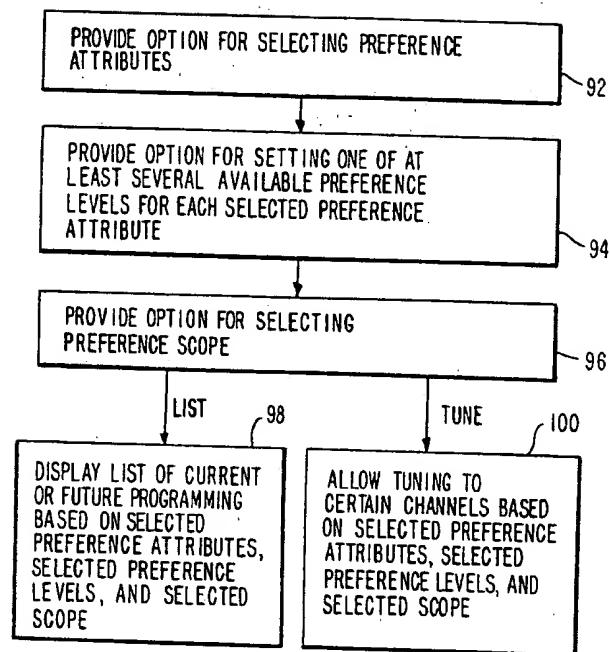 PROVIDE OPTION FOR SELECTING PREFERENCE
ATTRIBUTES
92
PROVIDE OPTION FOR SETTING ONE OF AT
LEAST SEVERAL AVAILABLE PREFERENCE
LEVELS FOR EACH SELECTED PREFERENCE
ATTRIBUTE
94
PROVIDE OPTION FOR SELECTING
PREFERENCE SCOPE
96
LIST
98
TUNE
100
DISPLAY LIST OF CURRENT
OR FUTURE PROGRAMMING
BASED ON SELECTED
PREFERENCE ATTRIBUTES,
SELECTED PREFERENCE
LEVELS, AND SELECTED
SCOPE
ALLOW TUNING TO
CERTAIN CHANNELS BASED
ON SELECTED PREFERENCE
ATTRIBUTES, SELECTED
PREFERENCE LEVELS, AND
SELECTED SCOPE